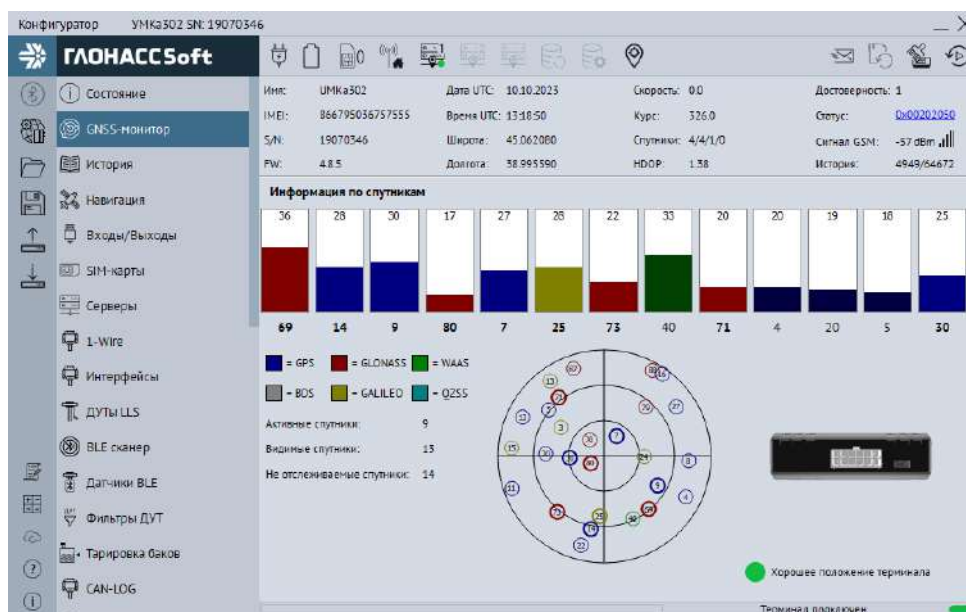 Конфигуратор УМКа302 SN: 19070346
ГЛОНАССSoft
Состояние
GNSS-монитор
История
Навигация
Входы/Выходы
SIM-карты
Серверы
1-Wire
Интерфейсы
ДУТы LLS
BLE сканер
Датчики BLE
Фильтры ДУТ
Тарировка баков
CAN-LOG
Имя: УМКа302 Дата UTC: 10.10.2023 Скорость: 0.0 Достоверность: 1
IMEI: 866795036757555 Время UTC: 13:18:50 Курс: 326.0 Статус: 0x00202050
S/N: 19070346 Широта: 45.062080 Спутники: 4/4/1/0 Сигнал GSM: -57 dBm
FW: 4.8.5 Долгота: 38.995590 HDOP: 1.38 История: 4949/64672
Информация по спутникам
36 28 30 17 27 28 22 33 20 20 19 18 25
69 14 9 80 7 25 73 40 71 4 20 5 30
= GPS = GLONASS = WAAS
= BDS = GALILEO = QZSS
Активные спутники: 9
Видимые спутники: 13
Не отслеживаемые спутники: 14
Хорошее положение терминала
Терминал подключен